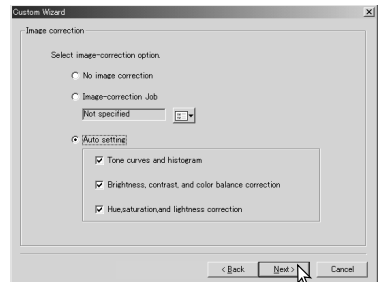 Custom Wizard
Image correction
Select image-correction option.
No image correction
Image-correction Job
Not specified
Auto setting
Tone curves and histogram
Brightness, contrast, and color balance correction
Hue,saturation,and lightness correction
< Back Next > Cancel